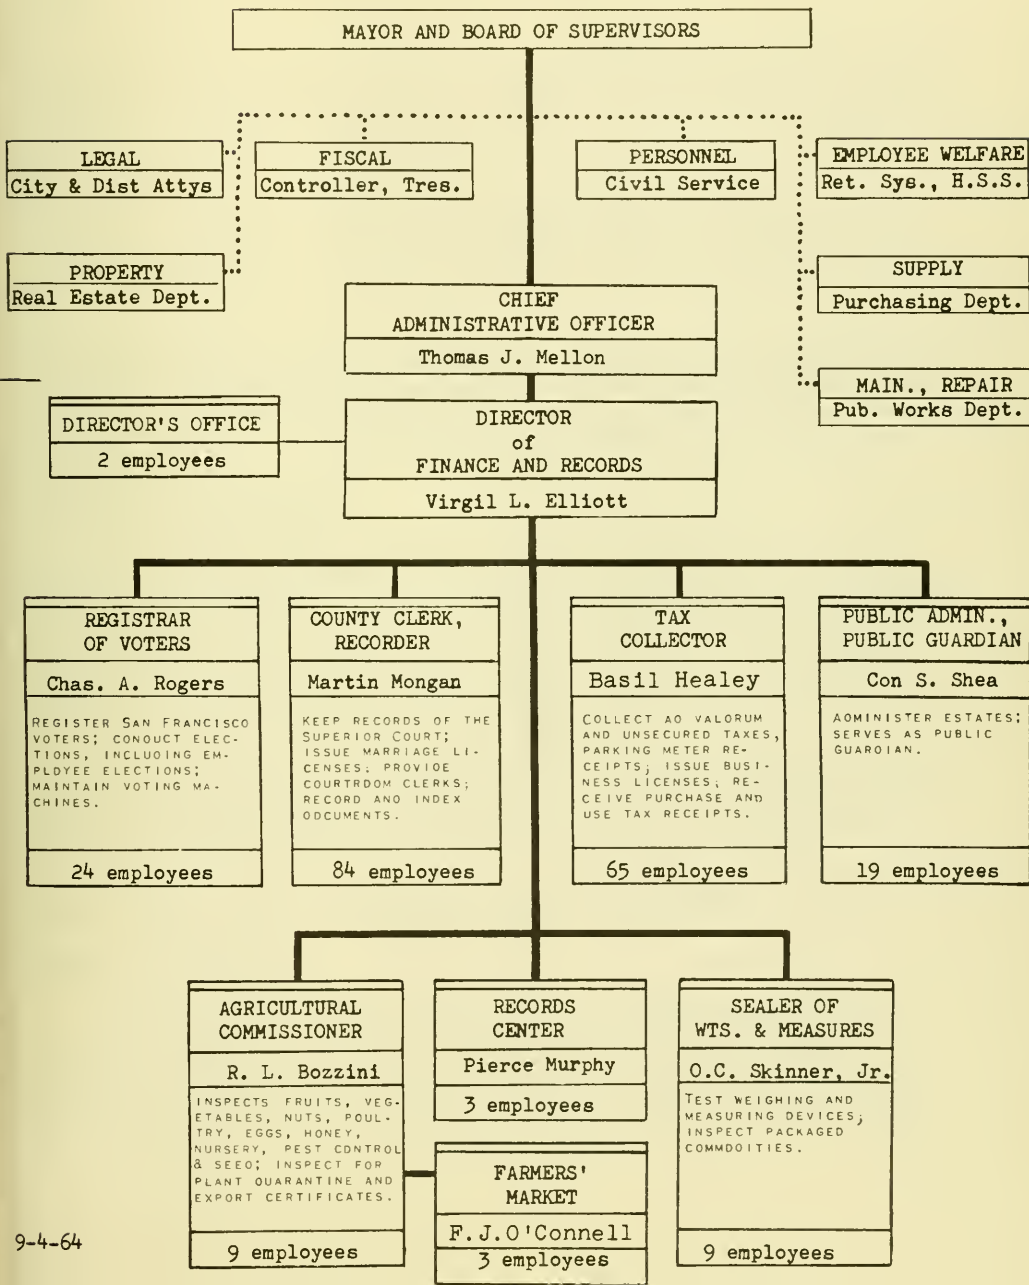 MAYOR AND BOARD OF SUPERVISORS
LEGAL
City & Dist Attys
FISCAL
Controller, Tres.
PERSONNEL
Civil Service
EMPLOYEE WELFARE
Ret. Sys., H.S.S.
PROPERTY
Real Estate Dept.
SUPPLY
Purchasing Dept.
CHIEF
ADMINISTRATIVE OFFICER
Thomas J. Mellon
MAIN., REPAIR
Pub. Works Dept.
DIRECTOR'S OFFICE
2 employees
DIRECTOR
of
FINANCE AND RECORDS
Virgil L. Elliott
REGISTRAR
OF VOTERS
Chas. A. Rogers
REGISTER SAN FRANCISCO
VOTERS; CONOUCT ELEC-
TIONS, INCLUDING EM-
PLDYEE ELECTIONS;
MAINTAIN VOTING MA-
CHINES.
24 employees
COUNTY CLERK,
RECORDER
Martin Mongan
KEEP RECORDS OF THE
SUPERIOR COURT;
ISSUE MARRIAGE LI-
CENSES; PROVIOE
COURTRDOM CLERKS;
RECORD ANO INDEX
OOCUMENTS.
84 employees
TAX
COLLECTOR
Basil Healey
COLLECT AO VALORUM
AND UNSECURED TAXES,
PARKING METER RE-
CEIPTS; ISSUE BUSI-
NESS LICENSES; RE-
CEIVE PURCHASE AND
USE TAX RECEIPTS.
65 employees
PUBLIC ADMIN.,
PUBLIC GUARDIAN
Con S. Shea
AOMINISTER ESTATES;
SERVES AS PUBLIC
GUAROIAN.
19 employees
AGRICULTURAL
COMMISSIONER
R. L. Bozzini
INSPECTS FRUITS, VEG-
ETABLES, NUTS, POUL-
TRY, EGGS, HONEY,
NURSERY, PEST CDNTROL
& SEEO; INSPECT FOR
PLANT QUARANTINE AND
EXPORT CERTIFICATES.
9 employees
RECORDS
CENTER
Pierce Murphy
3 employees
FARMERS'
MARKET
F.J.O'Connell
3 employees
SEALER OF
WTS. & MEASURES
O.C. Skinner, Jr.
TEST WEIGHING AND
MEASURING DEVICES;
INSPECT PACKAGED
COMMDOITIES.
9 employees
9-4-64